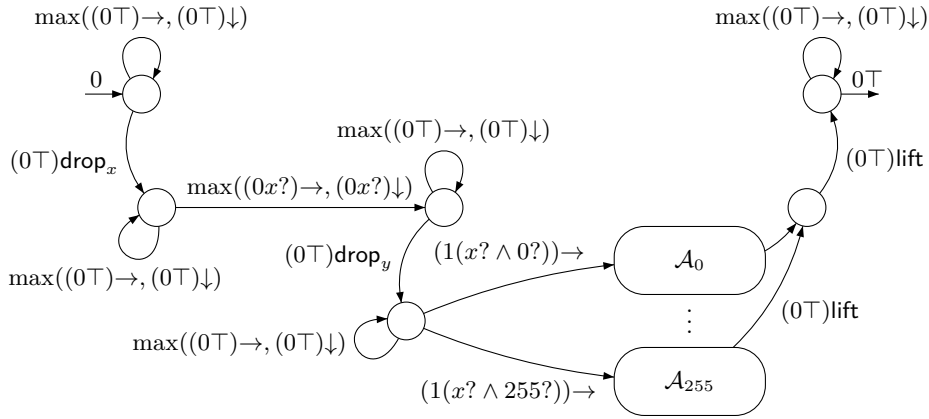 max((0⊤)→, (0⊤)↓)
max((0⊤)→, (0⊤)↓)
0
0⊤
max((0⊤)→, (0⊤)↓)
(0⊤)drop_x
(0⊤)lift
max((0x?)→, (0x?)↓)
(0⊤)drop_y
(1(x? ∧ 0?))→
𝒜_0
max((0⊤)→, (0⊤)↓)
(0⊤)lift
⋮
max((0⊤)→, (0⊤)↓)
(1(x? ∧ 255?))→
𝒜_255